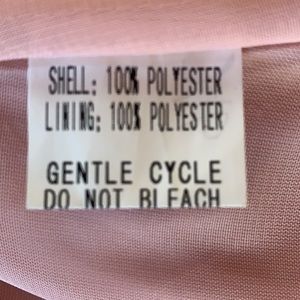 SHELL: 100% POLYESTER
LINING: 100% POLYESTER
GENTLE CYCLE
DO NOT BLEACH